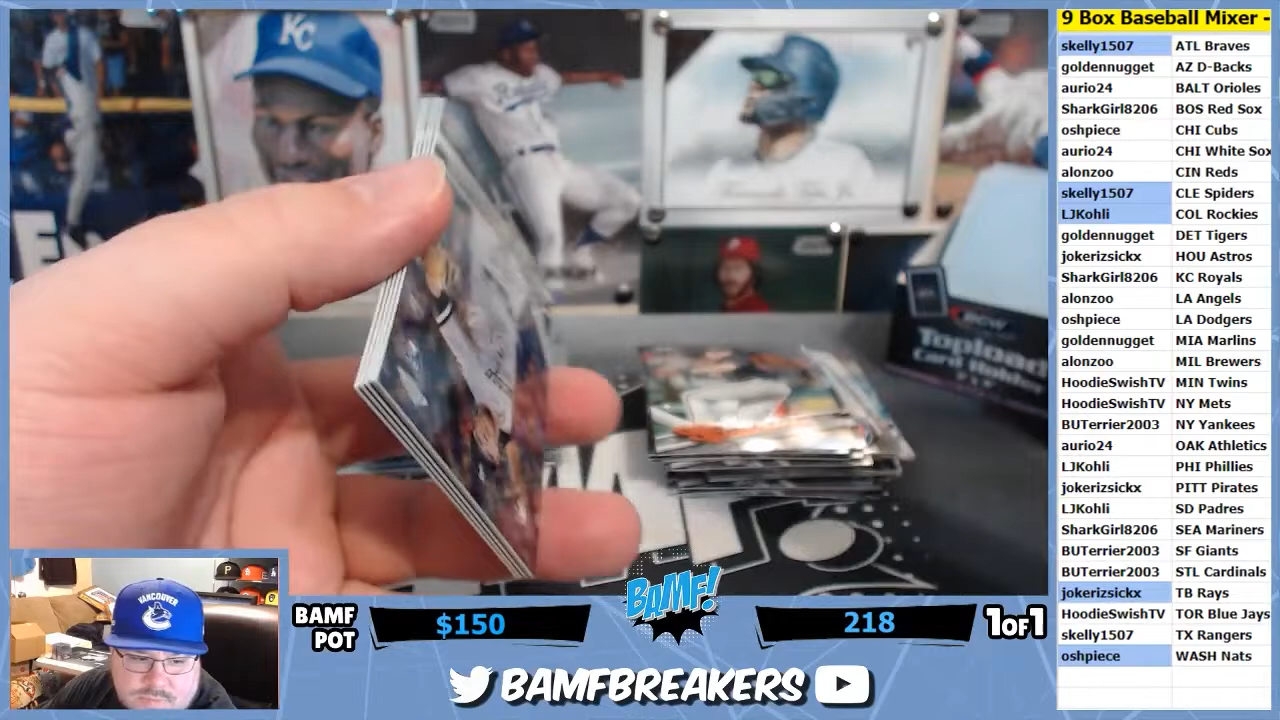 9 Box Baseball Mixer -
skelly1507 ATL Braves
goldennugget AZ D-Backs
aurio24 BALT Orioles
SharkGirl8206 BOS Red Sox
oshpiece CHI Cubs
aurio24 CHI White Sox
alonzoo CIN Reds
skelly1507 CLE Spiders
LJKohli COL Rockies
goldennugget DET Tigers
jokerizsickx HOU Astros
SharkGirl8206 KC Royals
alonzoo LA Angels
oshpiece LA Dodgers
goldennugget MIA Marlins
alonzoo MIL Brewers
HoodieSwishTV MIN Twins
HoodieSwishTV NY Mets
BUTerrier2003 NY Yankees
aurio24 OAK Athletics
LJKohli PHI Phillies
jokerizsickx PITT Pirates
LJKohli SD Padres
SharkGirl8206 SEA Mariners
BUTerrier2003 SF Giants
BUTerrier2003 STL Cardinals
jokerizsickx TB Rays
HoodieSwishTV TOR Blue Jays
skelly1507 TX Rangers
oshpiece WASH Nats
KC
Topload
Card Holder
VANCOUVER
BAMF
POT
$150
BAMF!
218
1OF1
BAMFBREAKERS